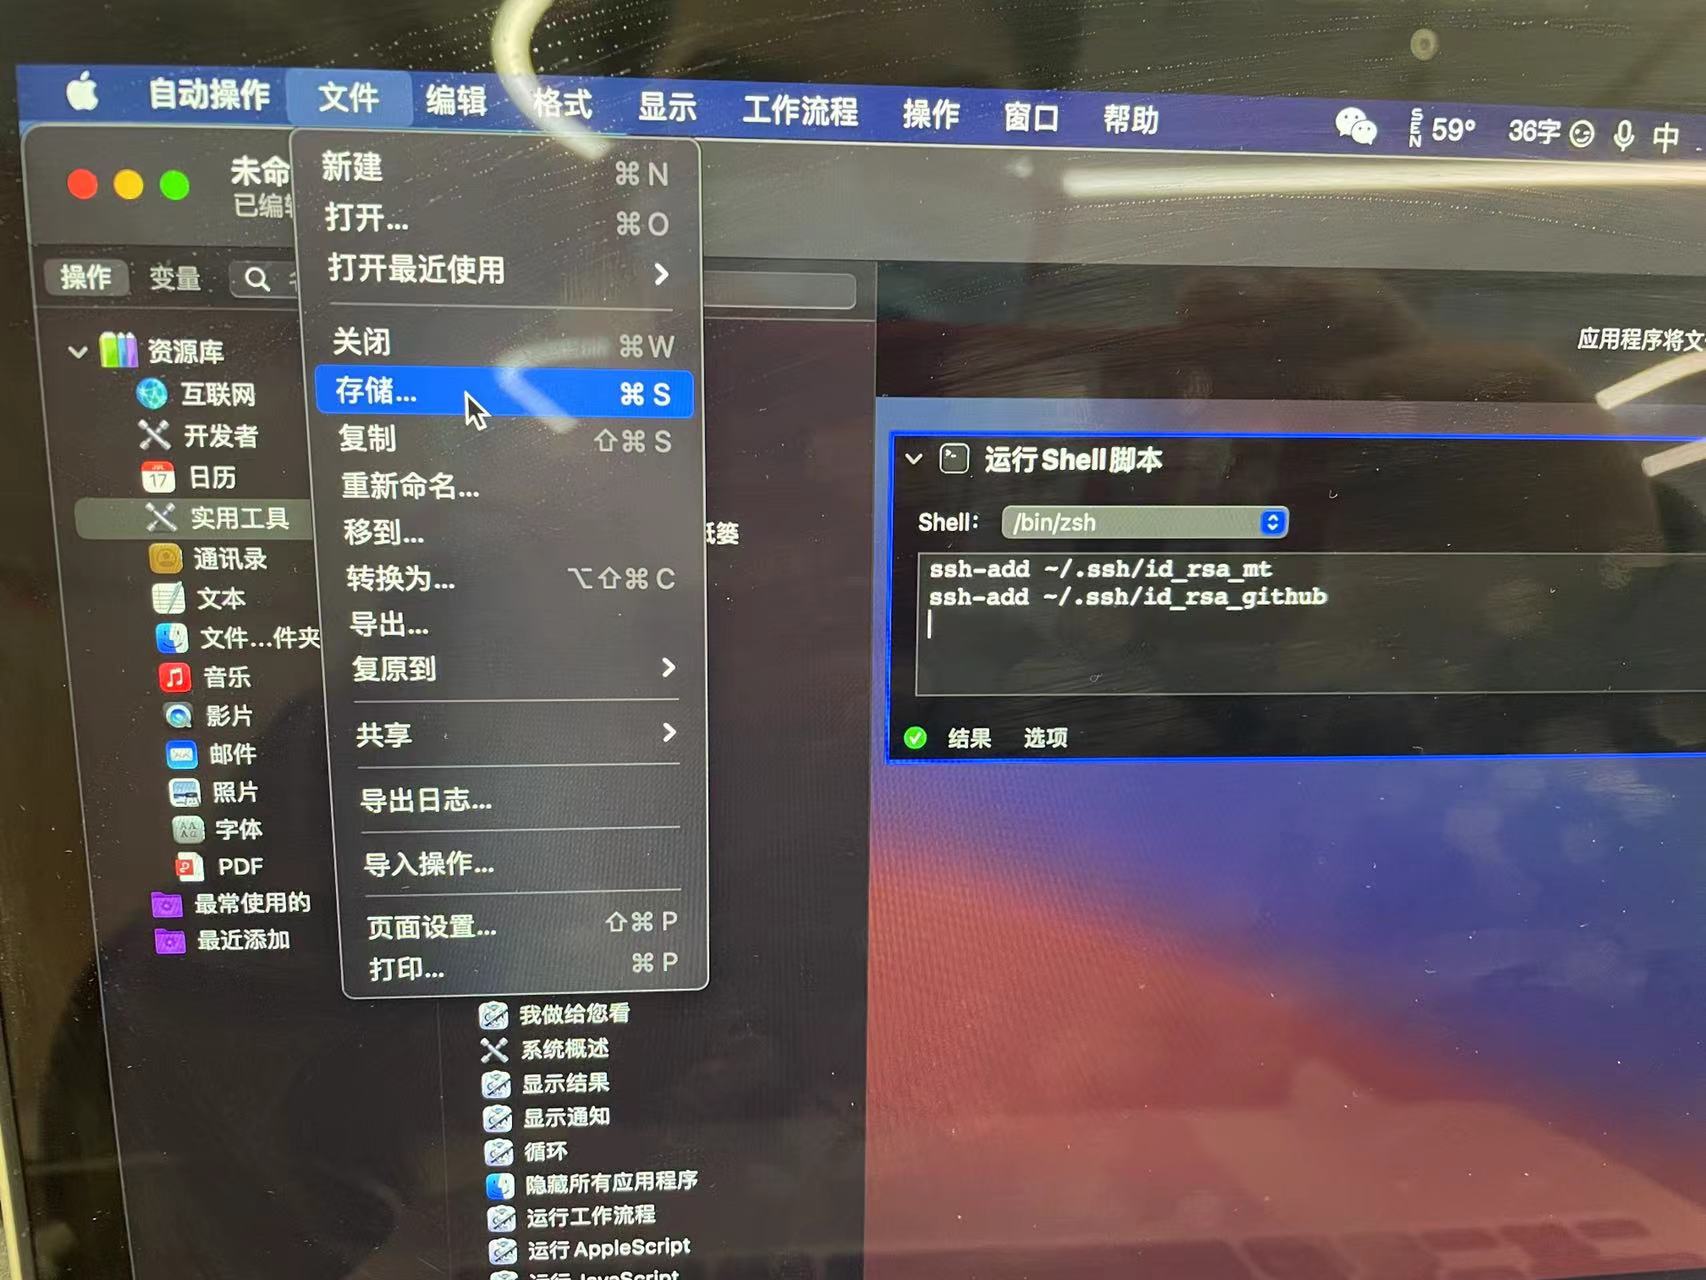 自动操作 文件 编辑 格式 显示 工作流程 操作 窗口 帮助 SEN 59° 36字 中
未命
已编
操作 变量
新建 ⌘ N
打开... ⌘ O
打开最近使用
关闭 ⌘ W
存储... ⌘ S
复制 ⇧⌘ S
重新命名...
移到...
转换为... ⌥⇧⌘ C
导出...
复原到
共享
导出日志...
导入操作...
页面设置... ⇧⌘ P
打印... ⌘ P
资源库
互联网
开发者
JUL
17
日历
实用工具
通讯录
文本
文件...件夹
音乐
影片
邮件
照片
字体
PDF
最常使用的
最近添加
纸篓
我做给您看
系统概述
显示结果
显示通知
循环
隐藏所有应用程序
运行工作流程
运行 AppleScript
运行 JavaScript
应用程序将文
运行 Shell 脚本
Shell: /bin/zsh
ssh-add ~/.ssh/id_rsa_mt
ssh-add ~/.ssh/id_rsa_github
结果 选项